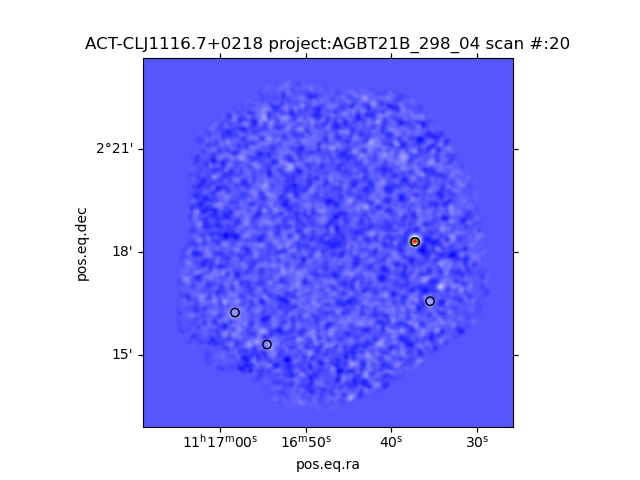 ACT-CLJ1116.7+0218 project:AGBT21B_298_04 scan #:20
pos.eq.dec
2°21'
18'
15'
11ʰ17ᵐ00ˢ 16ᵐ50ˢ 40ˢ 30ˢ
pos.eq.ra